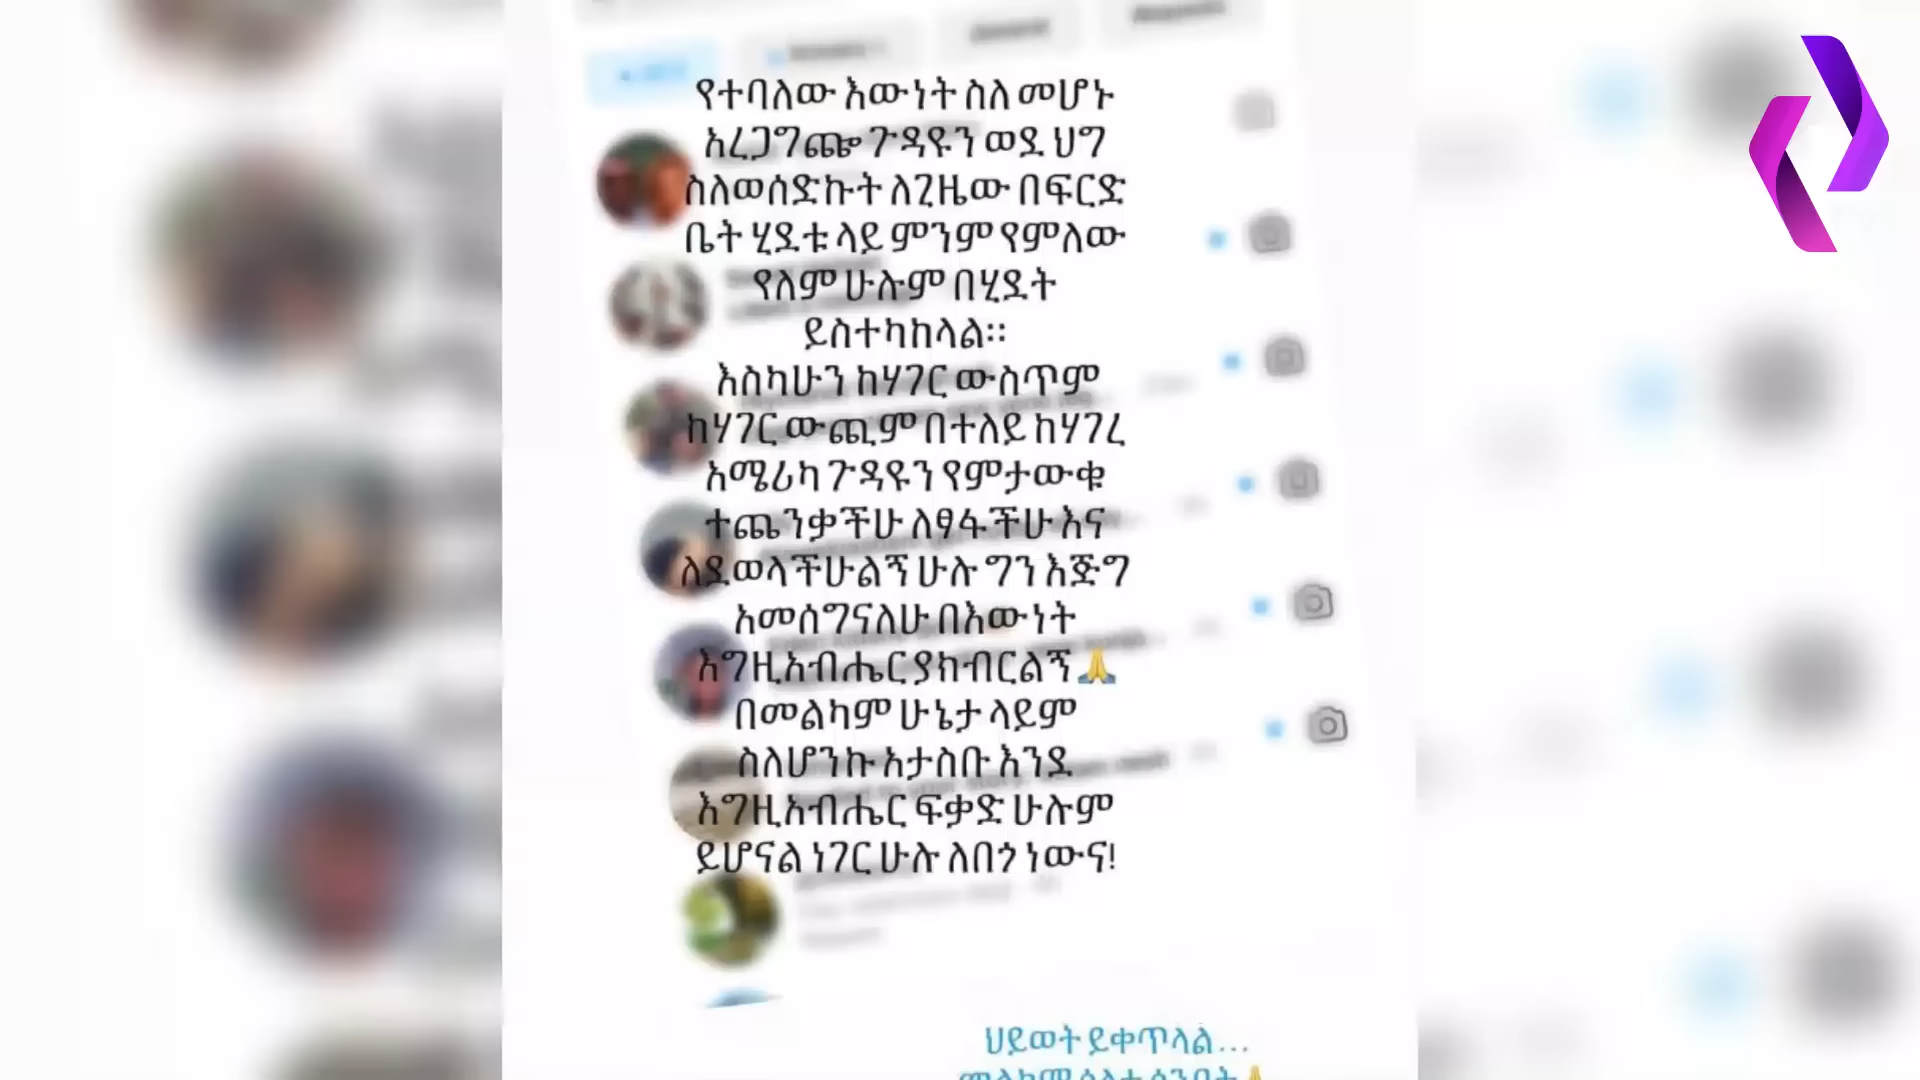 የተባለው እውነት ስለ መሆኑ
አረጋግጬ ጉዳዩን ወደ ህግ
ስለወሰድኩት ለጊዜው በፍርድ
ቤት ሂደቱ ላይ ምንም የምለው
የለም ሁሉም በሂደት
ይስተካከላል፡፡
እስካሁን ከሃገር ውስጥም
ከሃገር ውጪም በተለይ ከሃገረ
አሜሪካ ጉዳዩን የምታውቁ
ተጨንቃችሁ ለፃፋችሁ እና
ለደወላችሁልኝ ሁሉ ግን እጅግ
አመሰግናለሁ በእውነት
እግዚአብሔር ያክብርልኝ🙏
በመልካም ሁኔታ ላይም
ስለሆንኩ አታስቡ እንደ
እግዚአብሔር ፍቃድ ሁሉም
ይሆናል ነገር ሁሉ ለበጎ ነውና!
ህይወት ይቀጥላል...